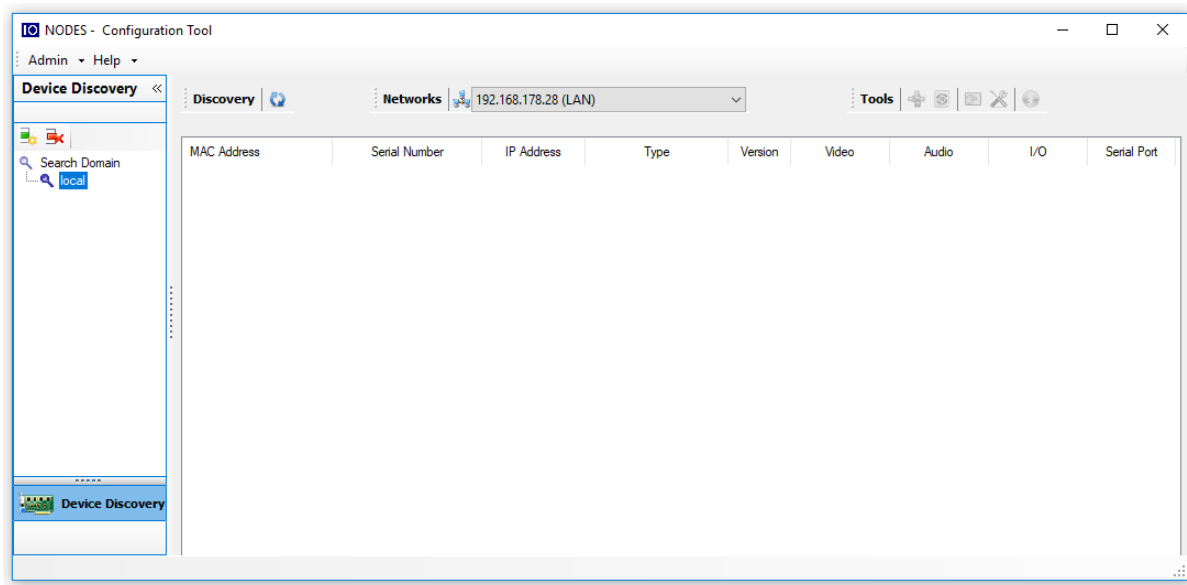 IO NODES - Configuration Tool
Admin Help
Device Discovery «
Discovery Networks 192.168.178.28 (LAN) Tools
MAC Address Serial Number IP Address Type Version Video Audio I/O Serial Port
Search Domain
local
Device Discovery